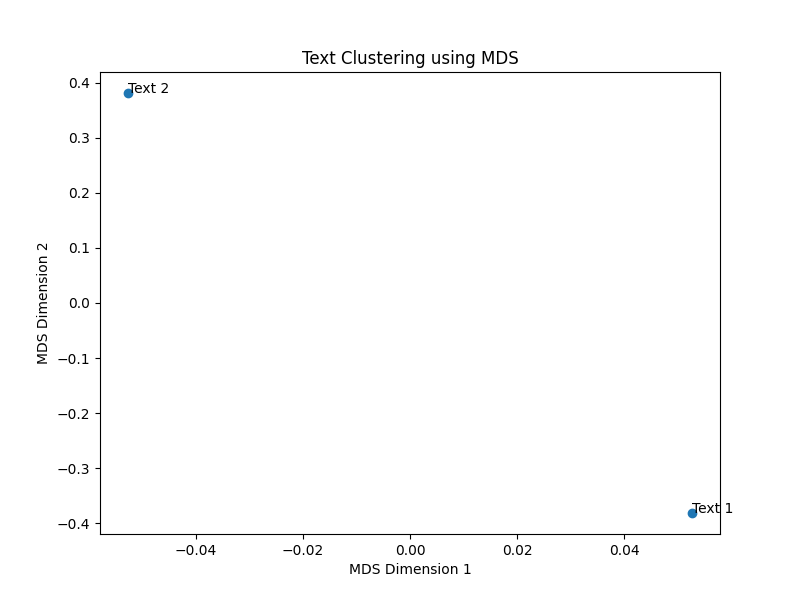 Text Clustering using MDS
0.4
0.3
0.2
0.1
0.0
−0.1
−0.2
−0.3
−0.4
MDS Dimension 2
Text 2
Text 1
−0.04
−0.02
0.00
0.02
0.04
MDS Dimension 1